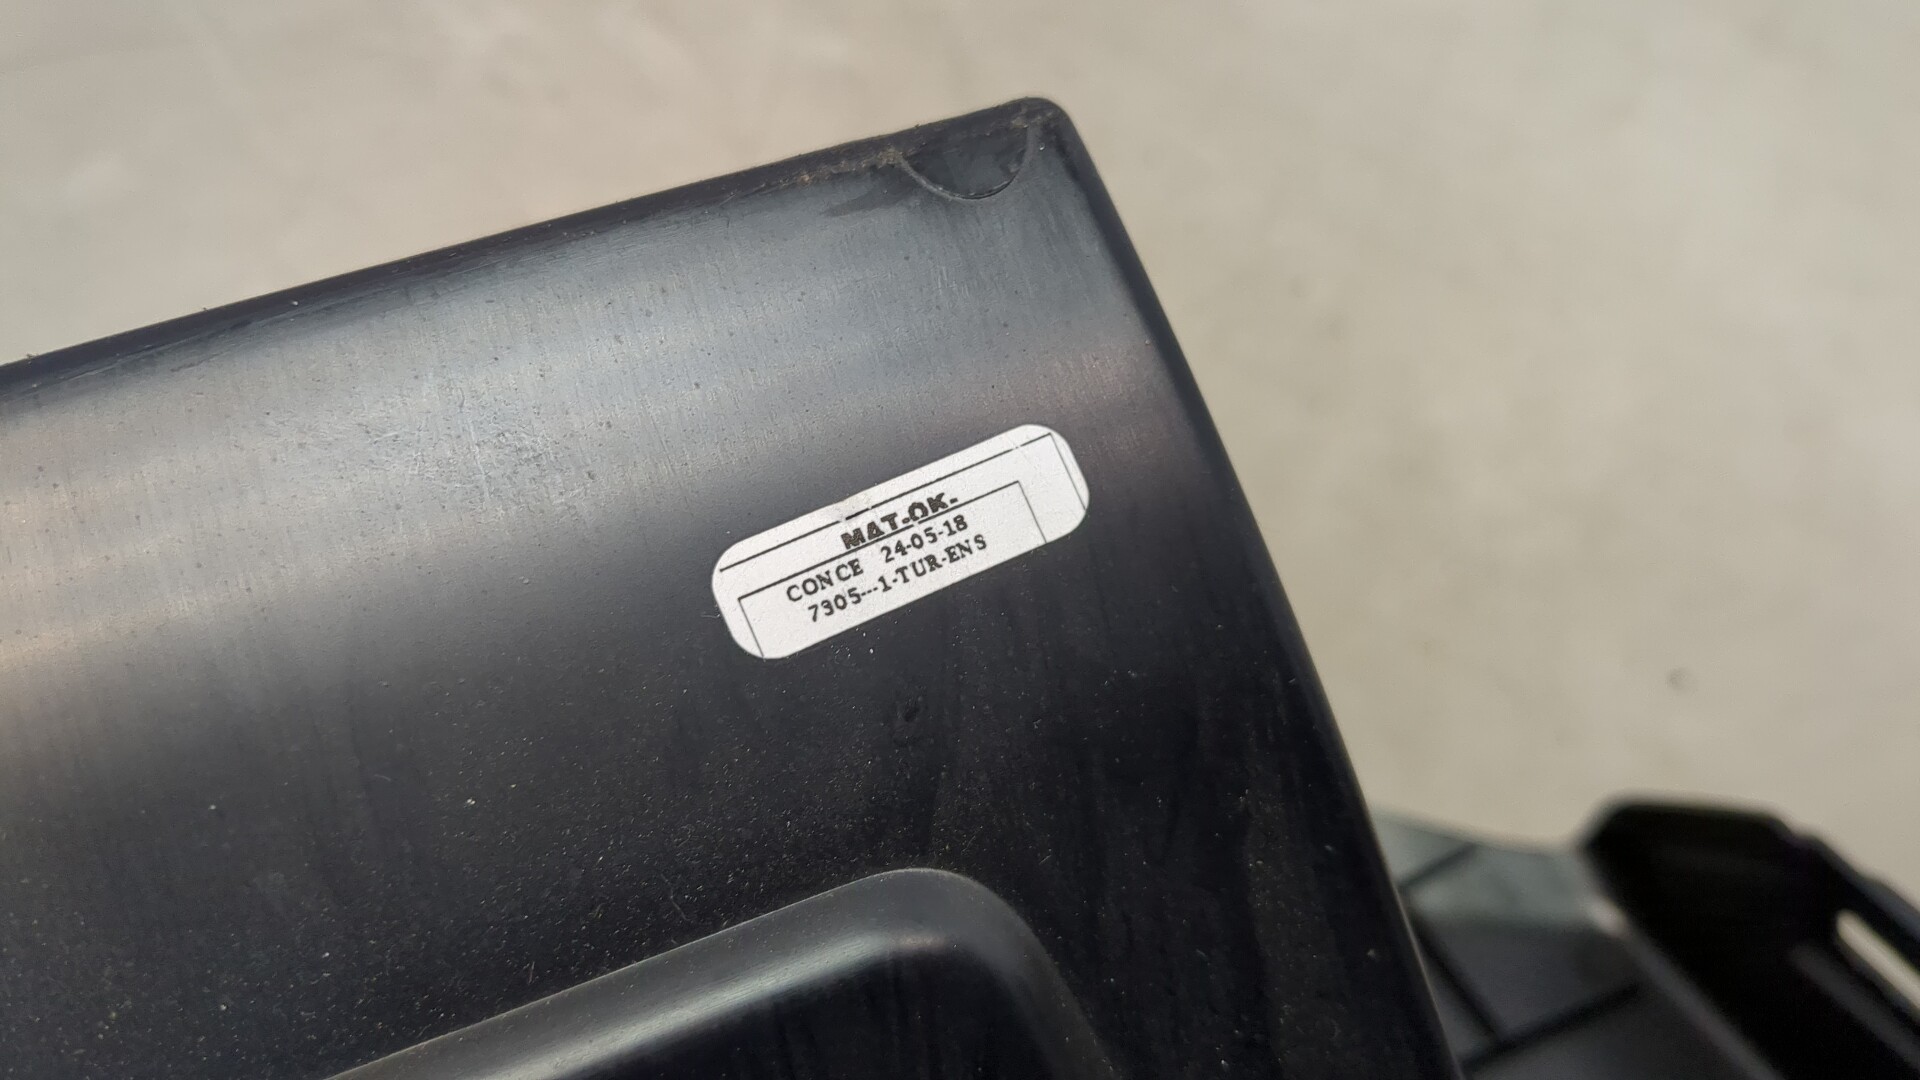 MAT-OK-
CONCE 24-05-18
7305---1-TUR-ENS